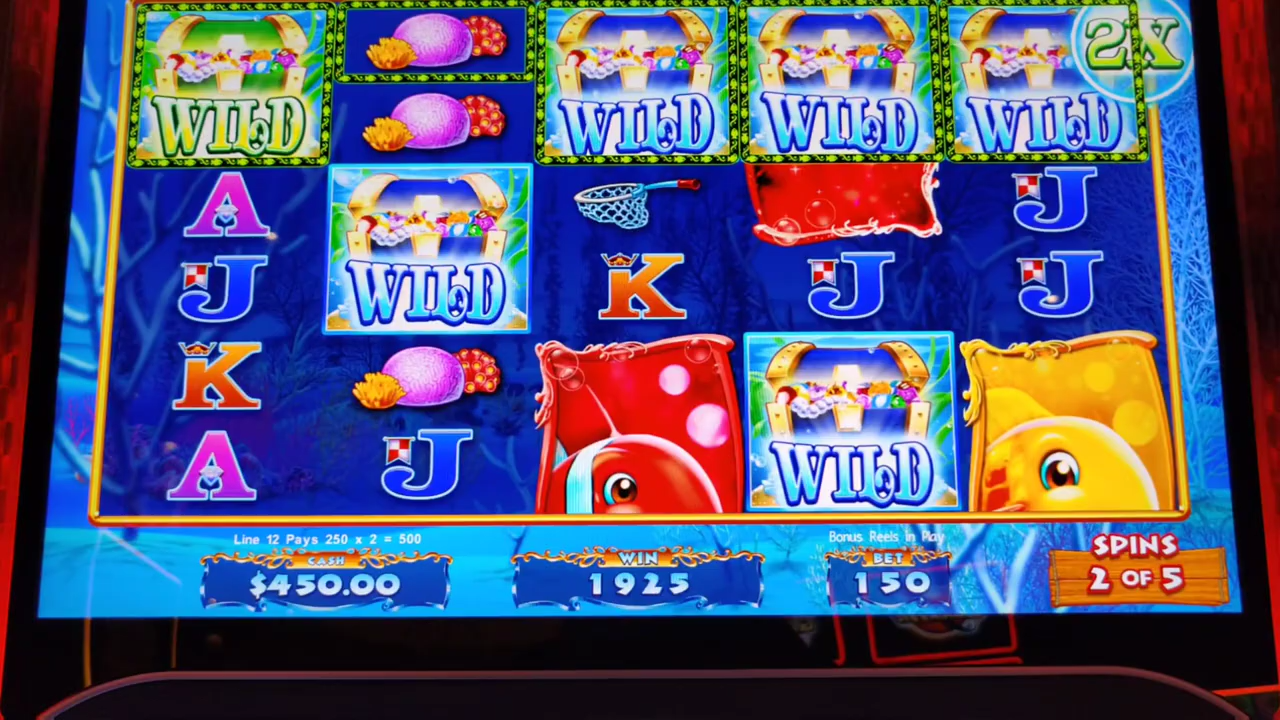 WILD WILD WILD WILD 2X
A WILD J
J K J J
K
A J WILD WILD
Line 12 Pays 250 x 2 = 500
Bonus Reels In Play
CASH WIN BET SPINS
$450.00 1925 150 2 OF 5